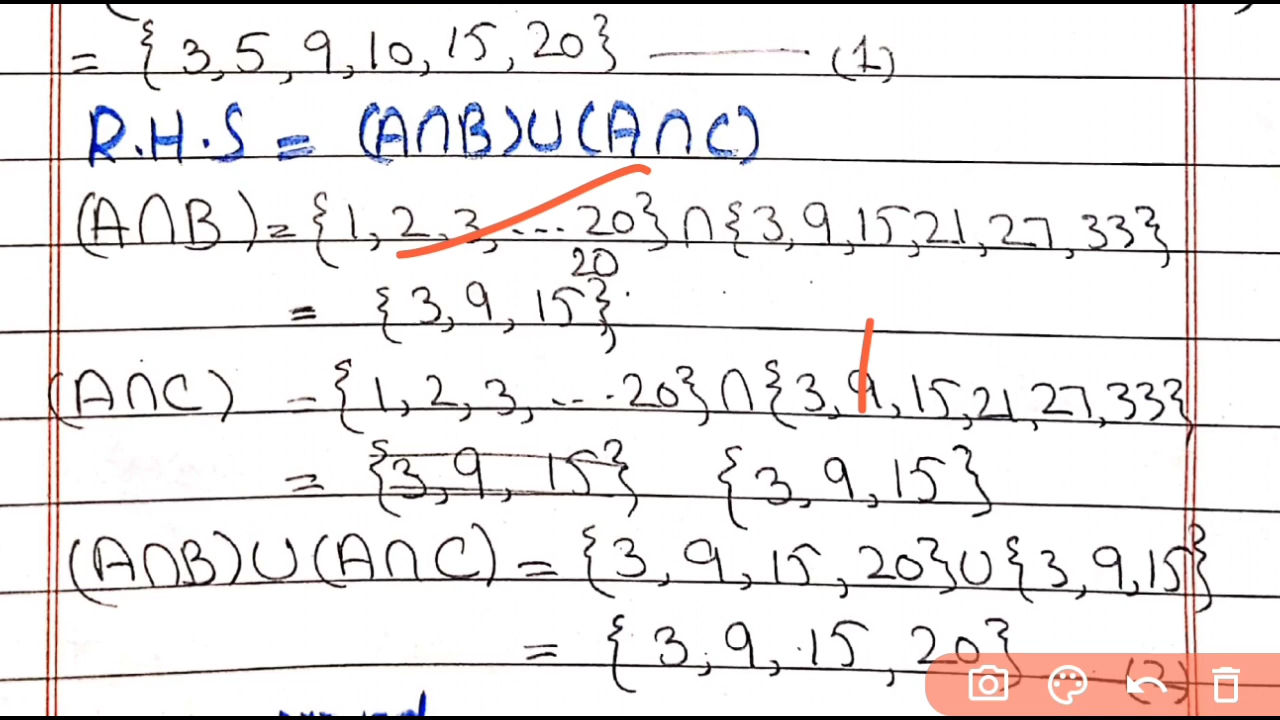 = {3,5,9,10,15,20} ——— (1)
R.H.S = (A∩B)∪(A∩C)
(A∩B)={1,2,3,...20}∩{3,9,15,21,27,33}
20
= {3,9,15}
(A∩C) ={1,2,3,...20}∩{3,9,15,21,27,33}
= {3,9,15} {3,9,15}
(A∩B)∪(A∩C) = {3,9,15,20}∪{3,9,15}
= {3,9,15,20} — (2)